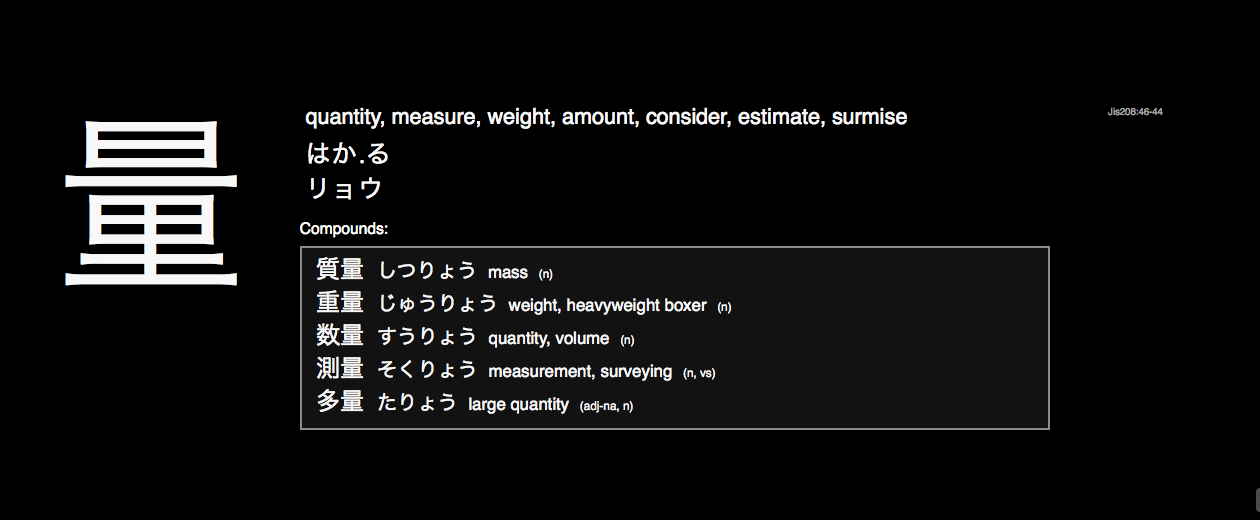 量
quantity, measure, weight, amount, consider, estimate, surmise
Jis208:46-44
はか.る
リョウ
Compounds:
質量 しつりょう mass (n)
重量 じゅうりょう weight, heavyweight boxer (n)
数量 すうりょう quantity, volume (n)
測量 そくりょう measurement, surveying (n, vs)
多量 たりょう large quantity (adj-na, n)